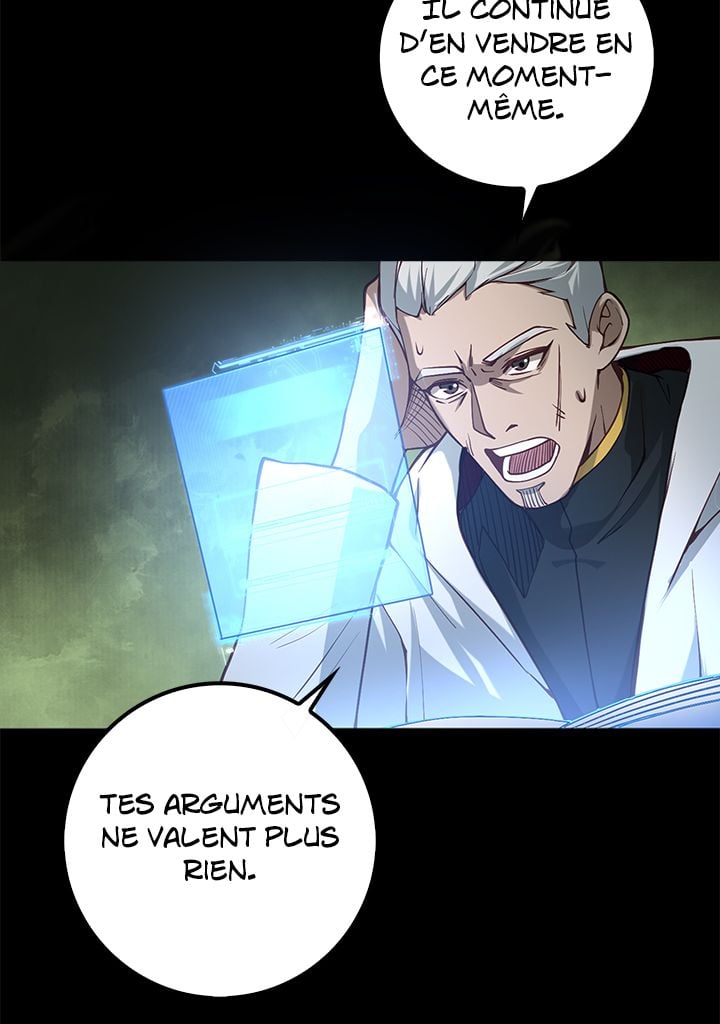 IL CONTINUE
D'EN VENDRE EN
CE MOMENT-
MÊME.
TES ARGUMENTS
NE VALENT PLUS
RIEN.